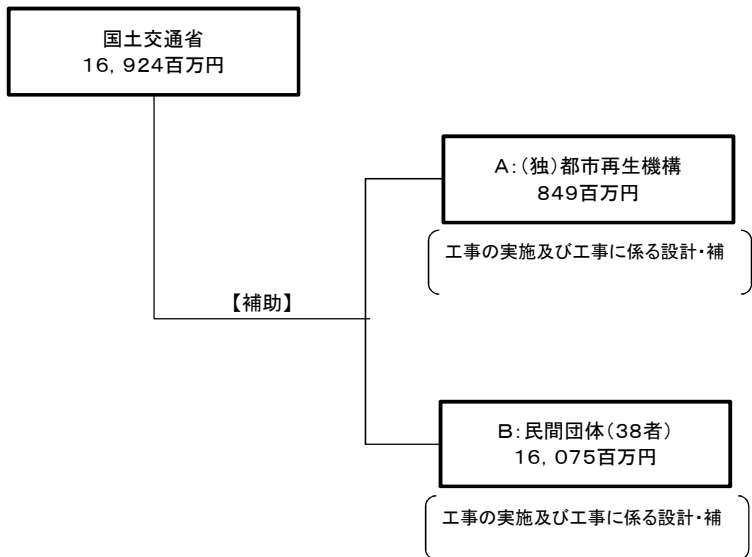 国土交通省
16,924百万円
A:(独)都市再生機構
849百万円
工事の実施及び工事に係る設計・補
【補助】
B:民間団体(38者)
16,075百万円
工事の実施及び工事に係る設計・補